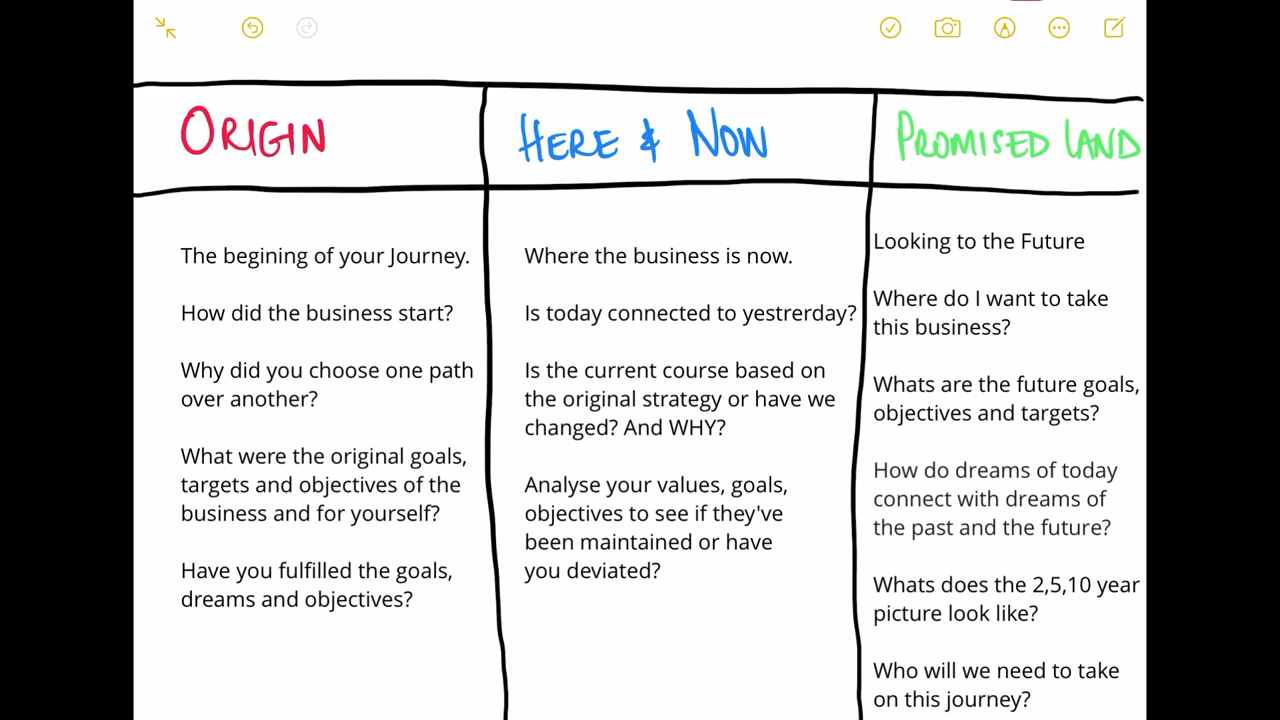 ORIGIN
The begining of your Journey.
How did the business start?
Why did you choose one path
over another?
What were the original goals,
targets and objectives of the
business and for yourself?
Have you fulfilled the goals,
dreams and objectives?
HERE & NOW
Where the business is now.
Is today connected to yestrerday?
Is the current course based on
the original strategy or have we
changed? And WHY?
Analyse your values, goals,
objectives to see if they've
been maintained or have
you deviated?
PROMISED LAND
Looking to the Future
Where do I want to take
this business?
Whats are the future goals,
objectives and targets?
How do dreams of today
connect with dreams of
the past and the future?
Whats does the 2,5,10 year
picture look like?
Who will we need to take
on this journey?